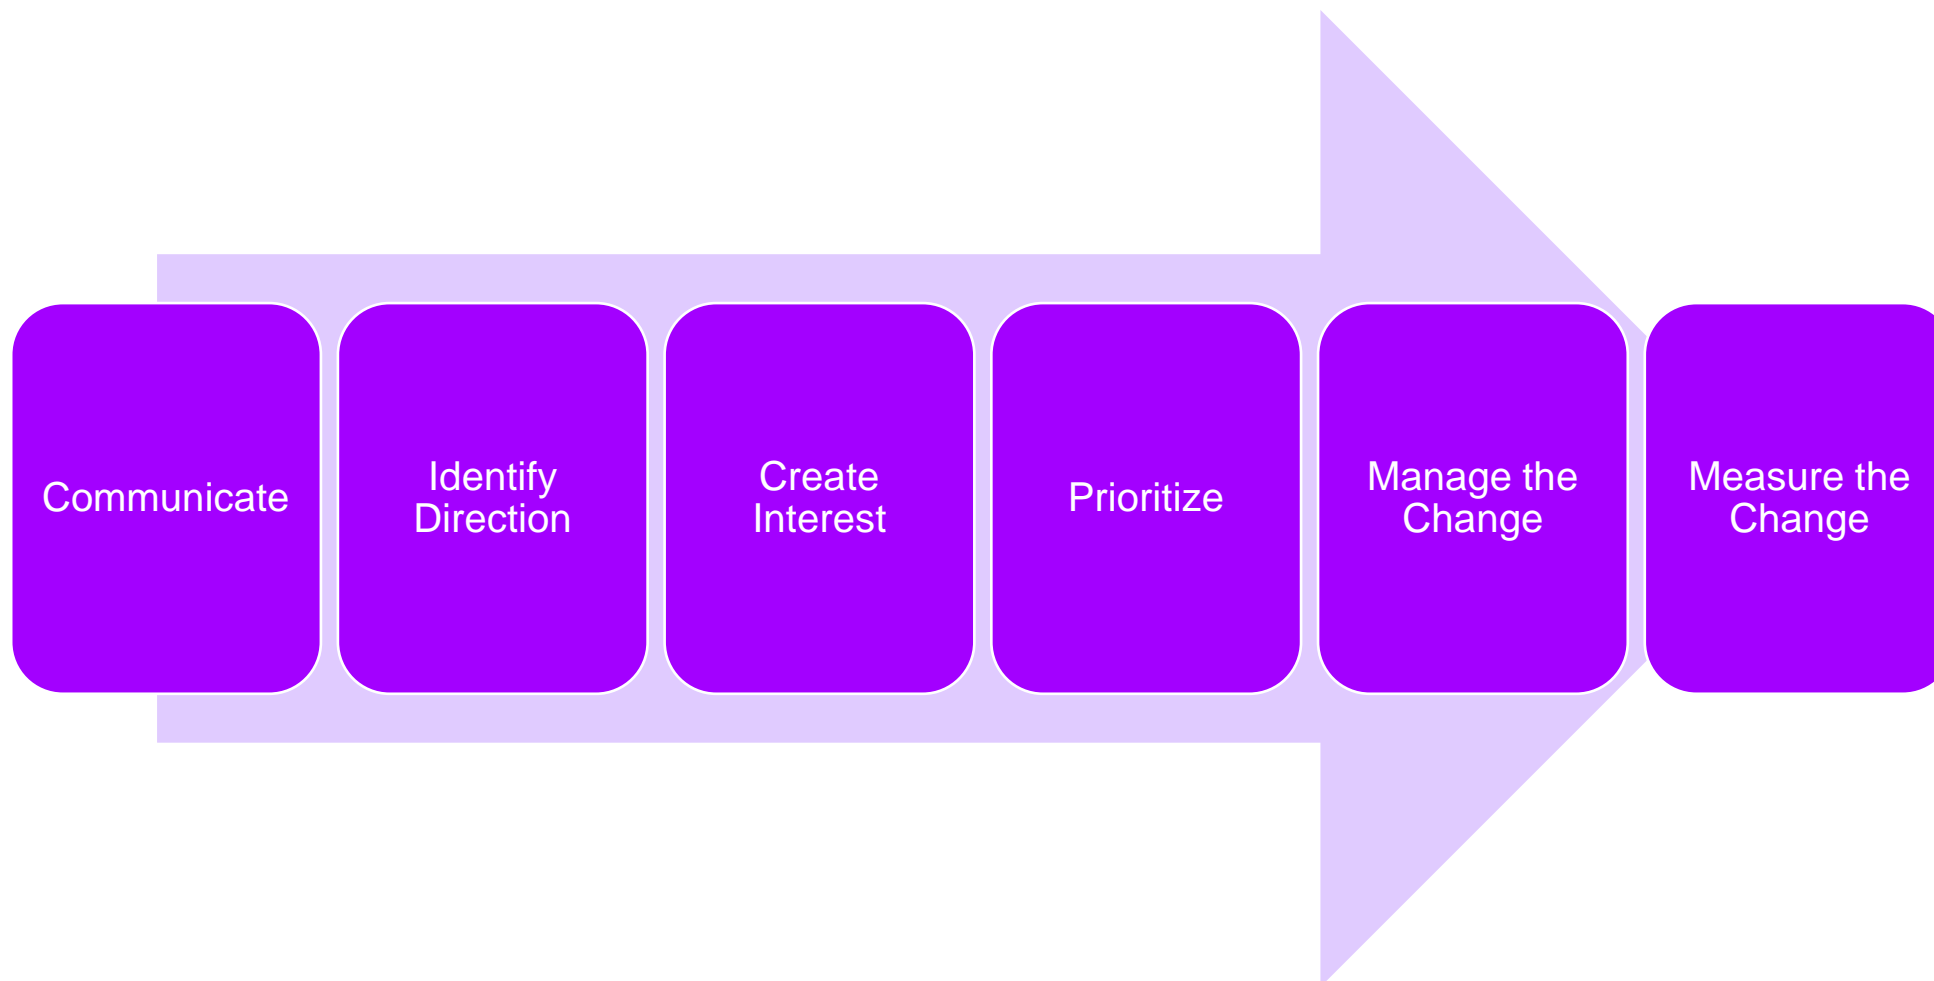 Communicate
Identify
Direction
Create
Interest
Prioritize
Manage the
Change
Measure the
Change